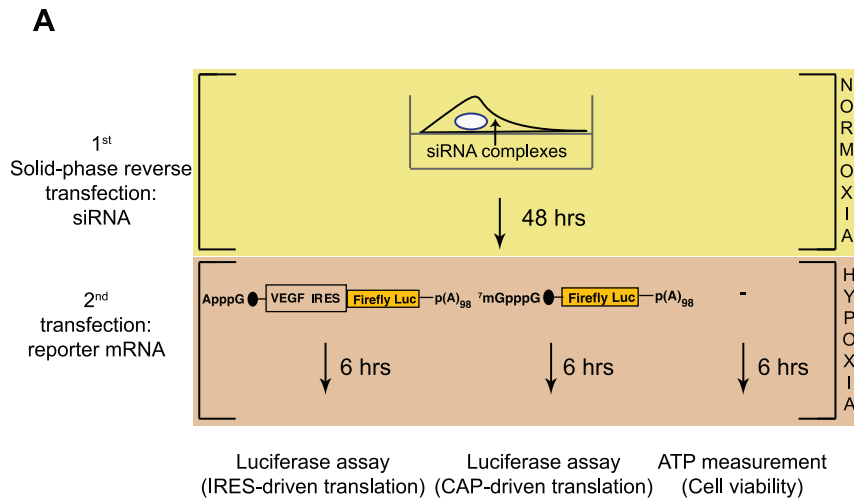 A
1st
Solid-phase reverse
transfection:
siRNA
siRNA complexes
48 hrs
NORMOXIA
2nd
transfection:
reporter mRNA
ApppG VEGF IRES Firefly Luc p(A)98 7mGpppG Firefly Luc p(A)98 -
6 hrs 6 hrs 6 hrs
HYPOXIA
Luciferase assay Luciferase assay ATP measurement
(IRES-driven translation) (CAP-driven translation) (Cell viability)